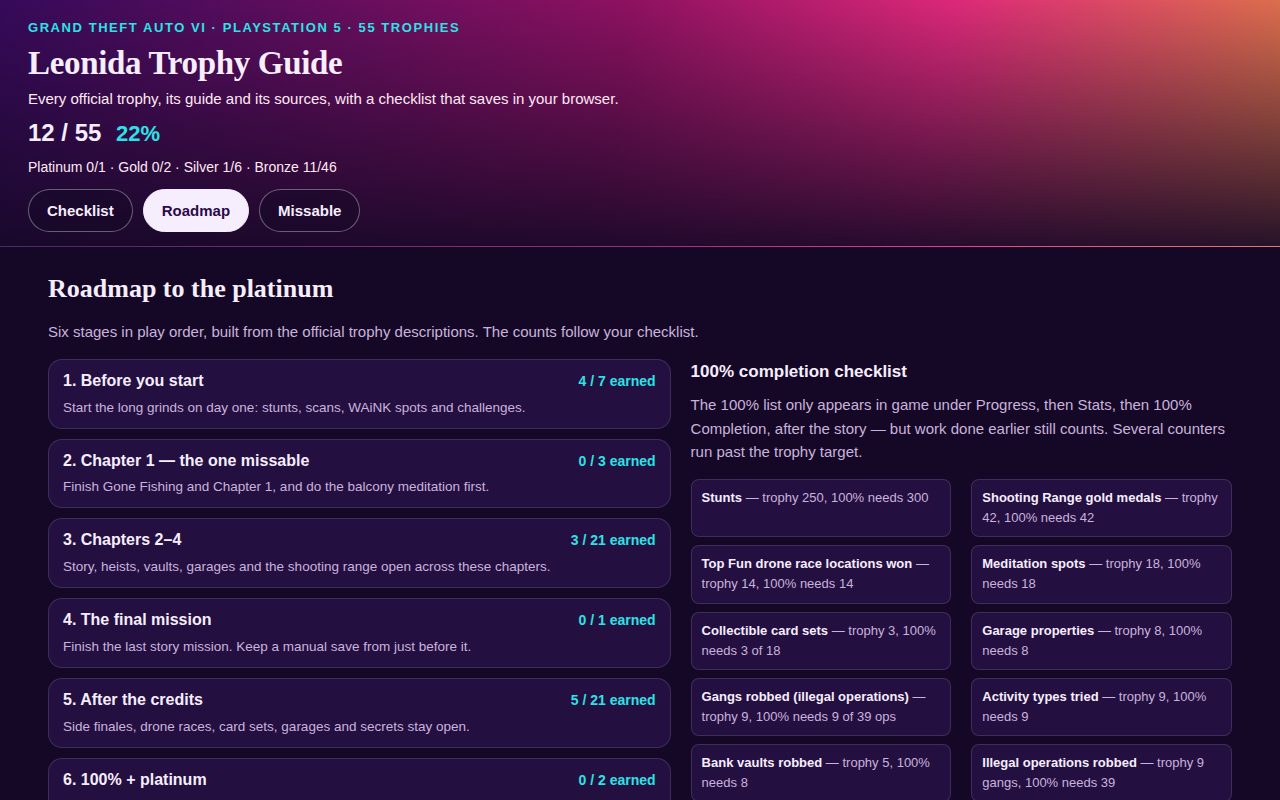 GRAND THEFT AUTO VI · PLAYSTATION 5 · 55 TROPHIES
Leonida Trophy Guide
Every official trophy, its guide and its sources, with a checklist that saves in your browser.
12 / 55 22%
Platinum 0/1 · Gold 0/2 · Silver 1/6 · Bronze 11/46
Checklist Roadmap Missable
Roadmap to the platinum
Six stages in play order, built from the official trophy descriptions. The counts follow your checklist.
1. Before you start 4 / 7 earned
Start the long grinds on day one: stunts, scans, WAiNK spots and challenges.
2. Chapter 1 — the one missable 0 / 3 earned
Finish Gone Fishing and Chapter 1, and do the balcony meditation first.
3. Chapters 2–4 3 / 21 earned
Story, heists, vaults, garages and the shooting range open across these chapters.
4. The final mission 0 / 1 earned
Finish the last story mission. Keep a manual save from just before it.
5. After the credits 5 / 21 earned
Side finales, drone races, card sets, garages and secrets stay open.
6. 100% + platinum 0 / 2 earned
100% completion checklist
The 100% list only appears in game under Progress, then Stats, then 100%
Completion, after the story — but work done earlier still counts. Several counters
run past the trophy target.
Stunts — trophy 250, 100% needs 300
Shooting Range gold medals — trophy
42, 100% needs 42
Top Fun drone race locations won —
trophy 14, 100% needs 14
Meditation spots — trophy 18, 100%
needs 18
Collectible card sets — trophy 3, 100%
needs 3 of 18
Garage properties — trophy 8, 100%
needs 8
Gangs robbed (illegal operations) —
trophy 9, 100% needs 9 of 39 ops
Activity types tried — trophy 9, 100%
needs 9
Bank vaults robbed — trophy 5, 100%
needs 8
Illegal operations robbed — trophy 9
gangs, 100% needs 39